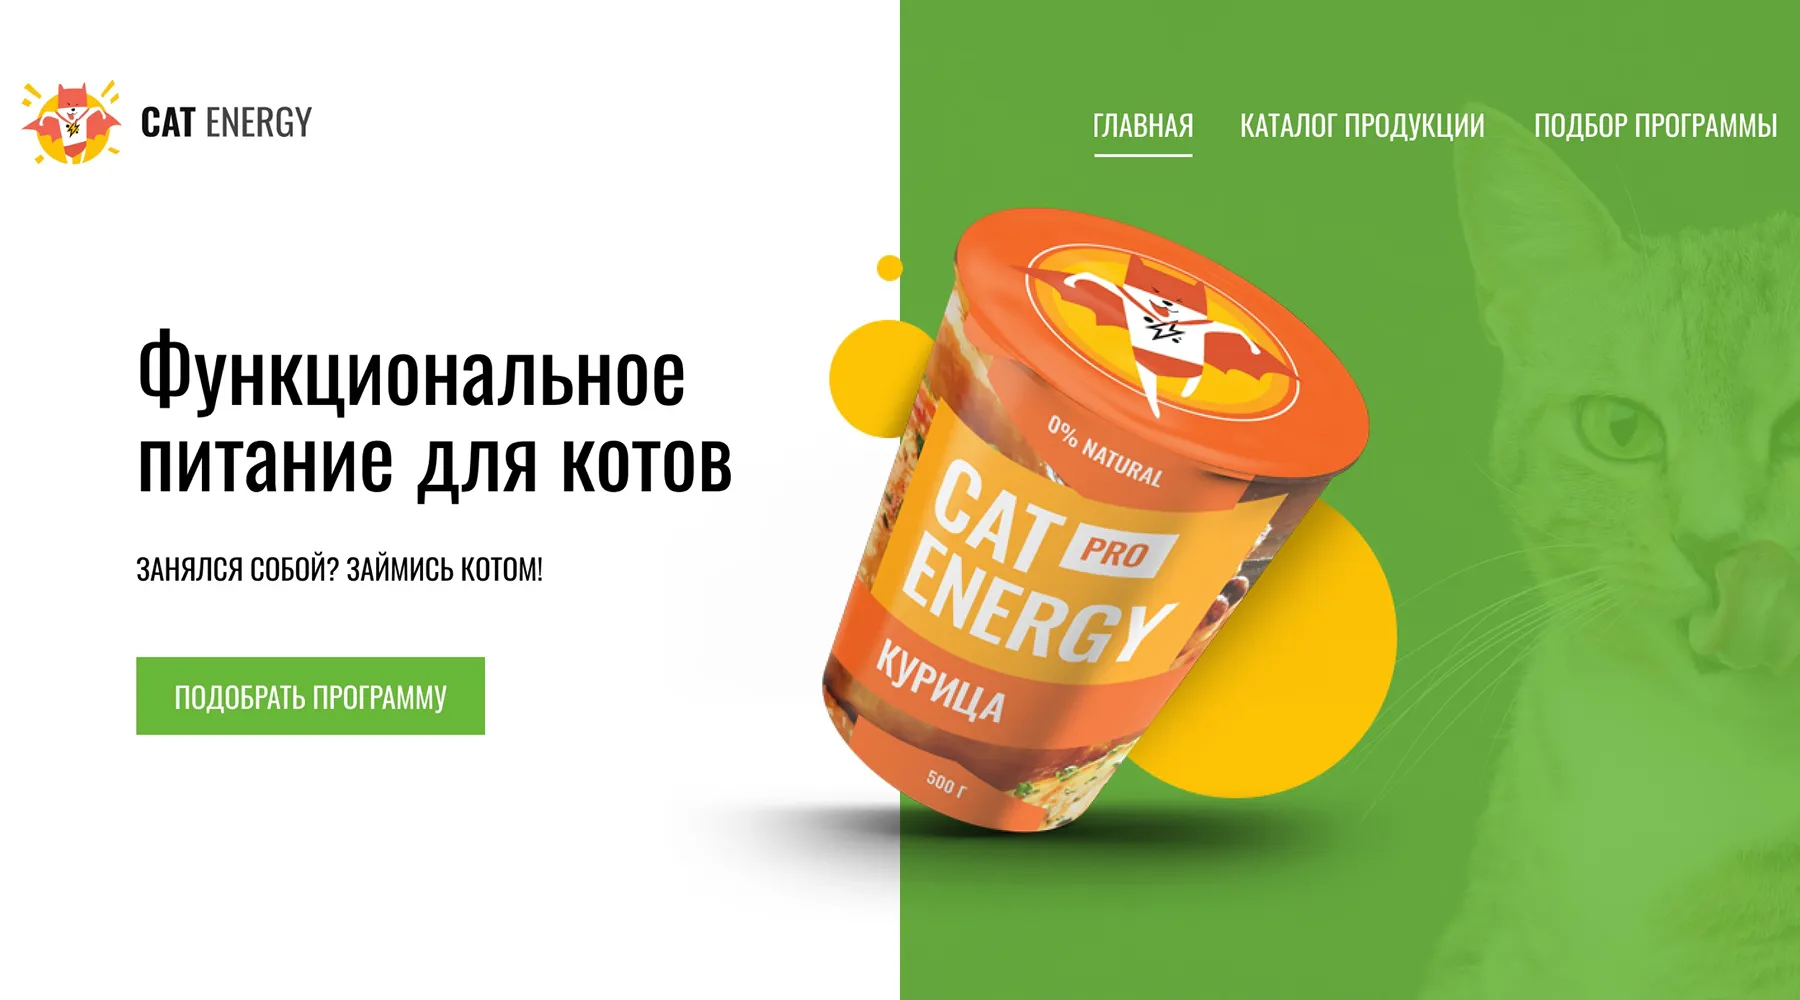 CAT ENERGY
ГЛАВНАЯ
КАТАЛОГ ПРОДУКЦИИ
ПОДБОР ПРОГРАММЫ
Функциональное
питание для котов
ЗАНЯЛСЯ СОБОЙ? ЗАЙМИСЬ КОТОМ!
ПОДОБРАТЬ ПРОГРАММУ
0% NATURAL
CAT PRO
ENERGY
КУРИЦА
500 Г